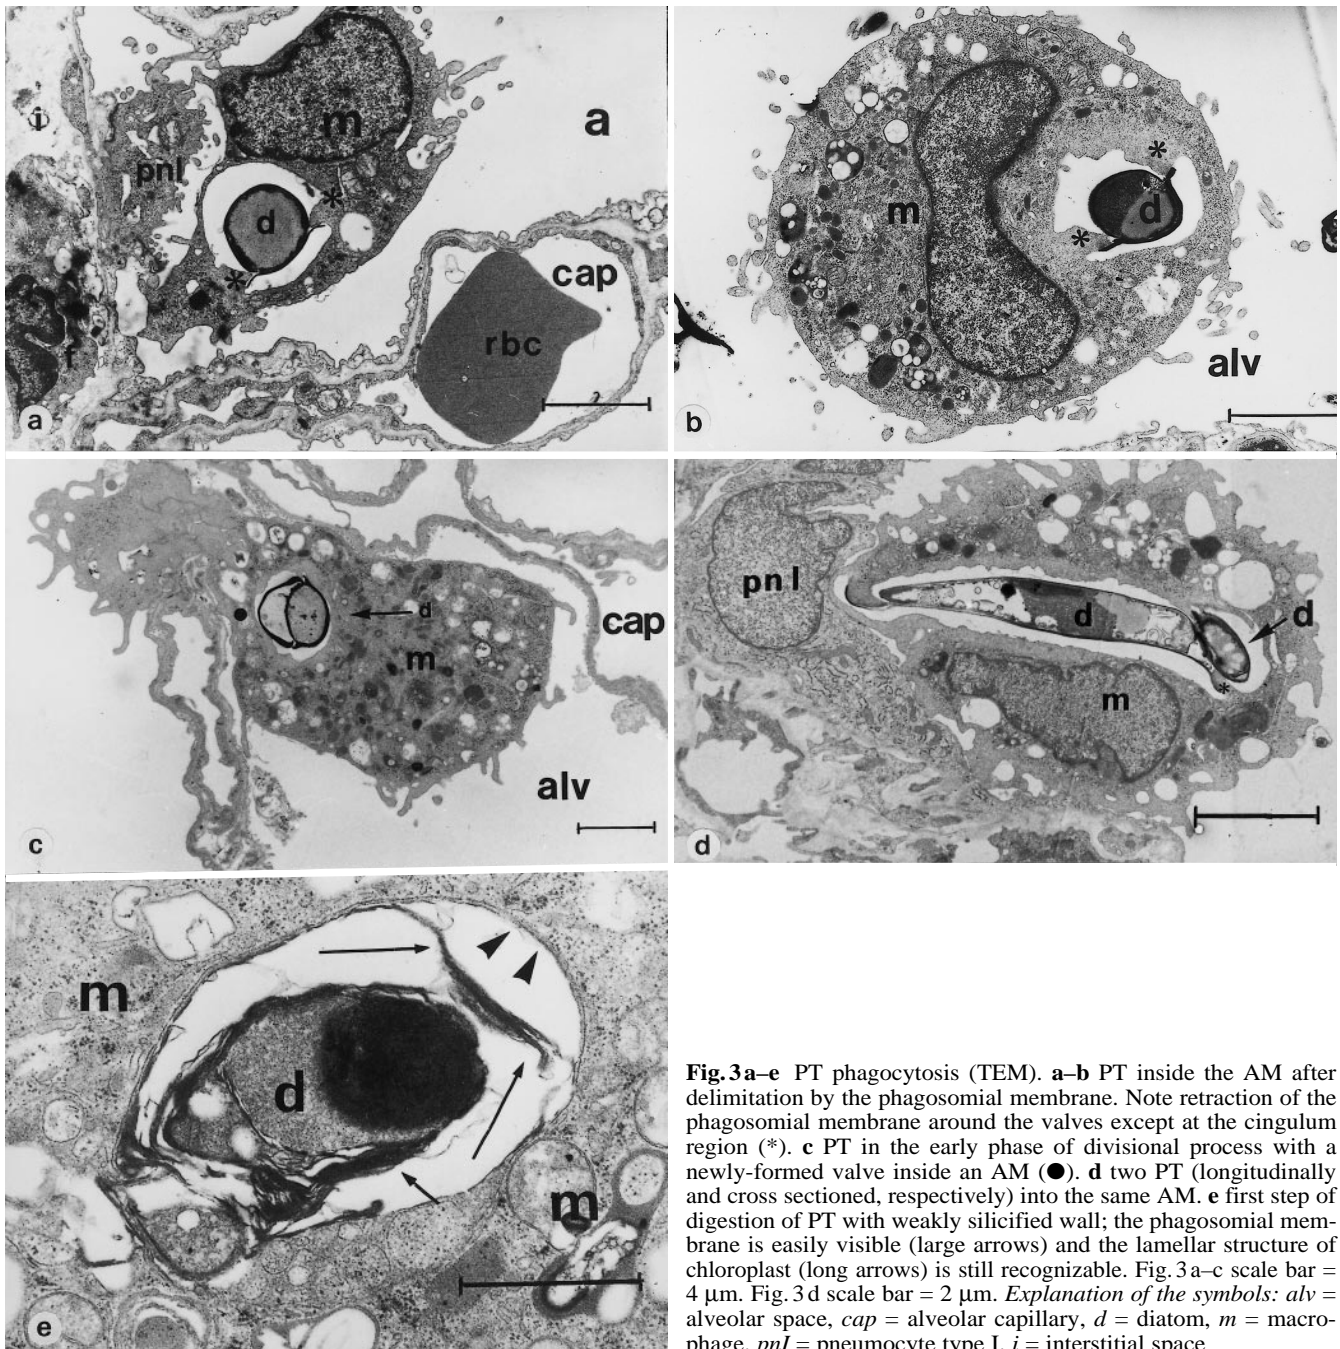 i
pnl
m
a
d
*
*
cap
rbc
f
a
m
*
d
*
alv
b
d
m
cap
alv
c
pnl
d
d
m
*
d
m
d
m
e
Fig. 3 a–e PT phagocytosis (TEM). a–b PT inside the AM after
delimitation by the phagosomial membrane. Note retraction of the
phagosomial membrane around the valves except at the cingulum
region (*). c PT in the early phase of divisional process with a
newly-formed valve inside an AM (●). d two PT (longitudinally
and cross sectioned, respectively) into the same AM. e first step of
digestion of PT with weakly silicified wall; the phagosomial mem-
brane is easily visible (large arrows) and the lamellar structure of
chloroplast (long arrows) is still recognizable. Fig. 3 a–c scale bar =
4 μm. Fig. 3 d scale bar = 2 μm. Explanation of the symbols: alv =
alveolar space, cap = alveolar capillary, d = diatom, m = macro-
phage, pnI = pneumocyte type I, i = interstitial space